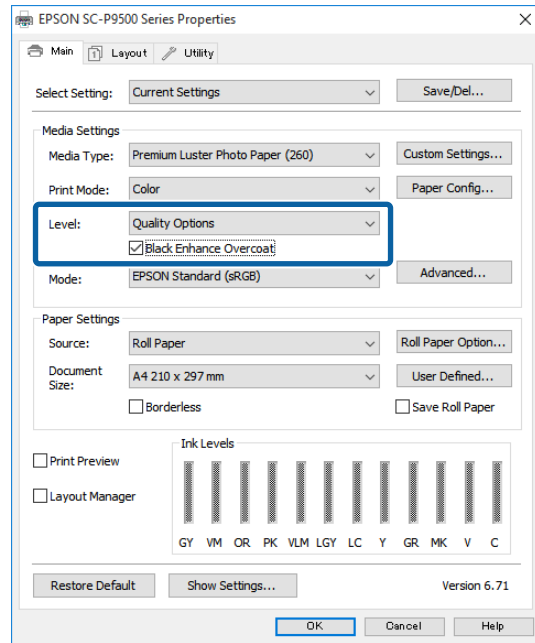 EPSON SC-P9500 Series Properties
Main Layout Utility
Select Setting: Current Settings Save/Del...
Media Settings
Media Type: Premium Luster Photo Paper (260) Custom Settings...
Print Mode: Color Paper Config...
Level: Quality Options
Black Enhance Overcoat
Mode: EPSON Standard (sRGB) Advanced...
Paper Settings
Source: Roll Paper Roll Paper Option...
Document
Size: A4 210 x 297 mm User Defined...
Borderless Save Roll Paper
Ink Levels
Print Preview
Layout Manager
GY VM OR PK VLM LGY LC Y GR MK V C
Restore Default Show Settings... Version 6.71
OK Cancel Help